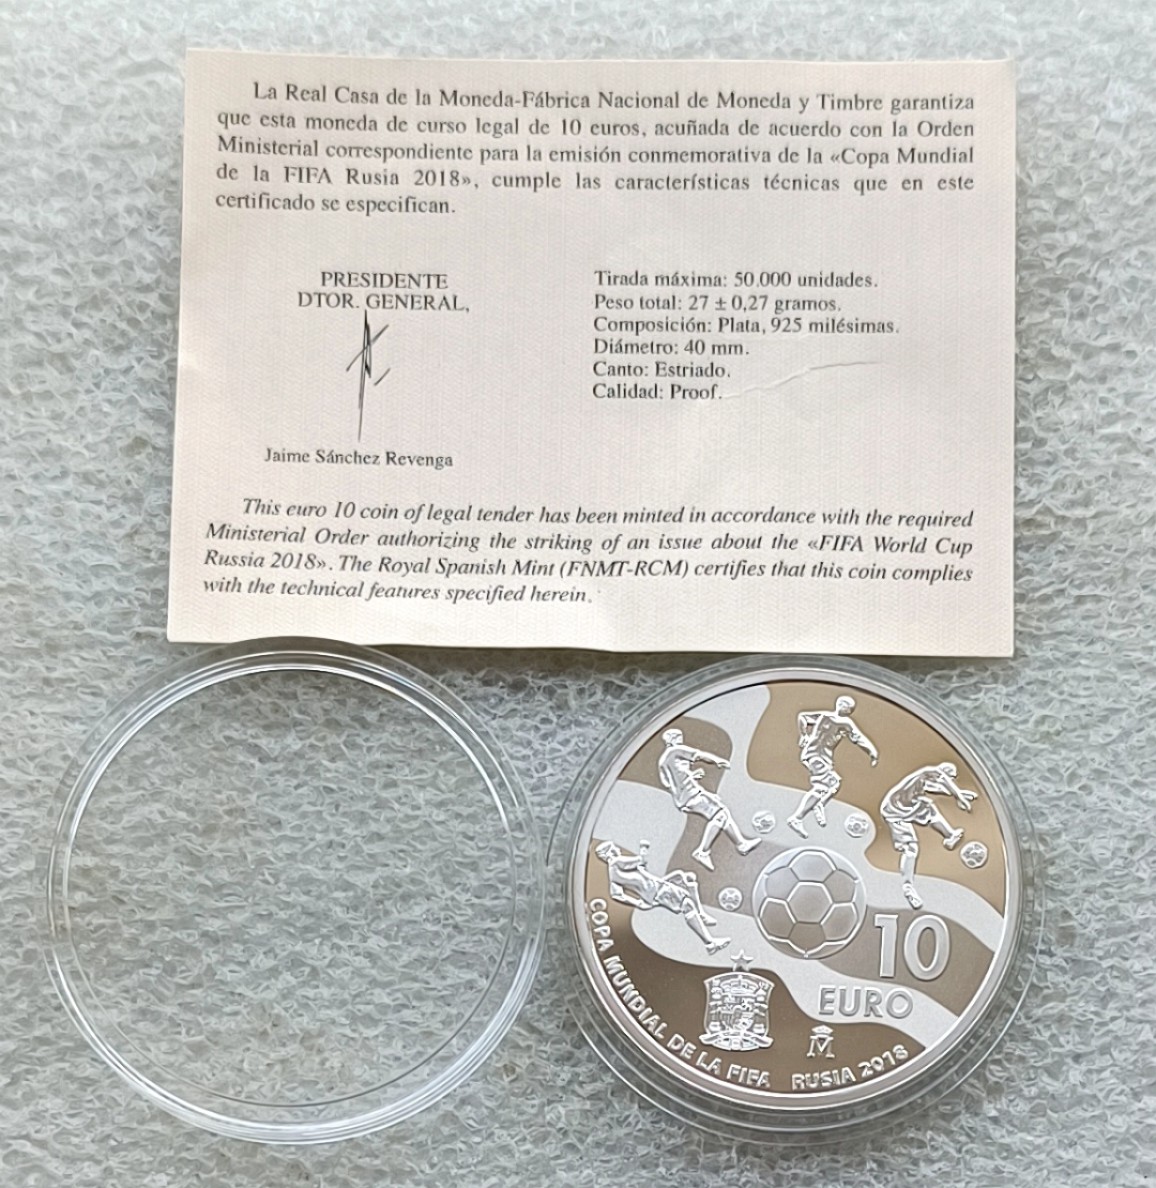 La Real Casa de la Moneda-Fábrica Nacional de Moneda y Timbre garantiza
que esta moneda de curso legal de 10 euros, acuñada de acuerdo con la Orden
Ministerial correspondiente para la emisión conmemorativa de la «Copa Mundial
de la FIFA Rusia 2018», cumple las características técnicas que en este
certificado se especifican.
PRESIDENTE
DTOR. GENERAL,
Jaime Sánchez Revenga
Tirada máxima: 50.000 unidades.
Peso total: 27 ± 0,27 gramos.
Composición: Plata, 925 milésimas.
Diámetro: 40 mm.
Canto: Estriado.
Calidad: Proof.
This euro 10 coin of legal tender has been minted in accordance with the required
Ministerial Order authorizing the striking of an issue about the «FIFA World Cup
Russia 2018». The Royal Spanish Mint (FNMT-RCM) certifies that this coin complies
with the technical features specified herein.
10
EURO
M
COPA MUNDIAL DE LA FIFA RUSIA 2018